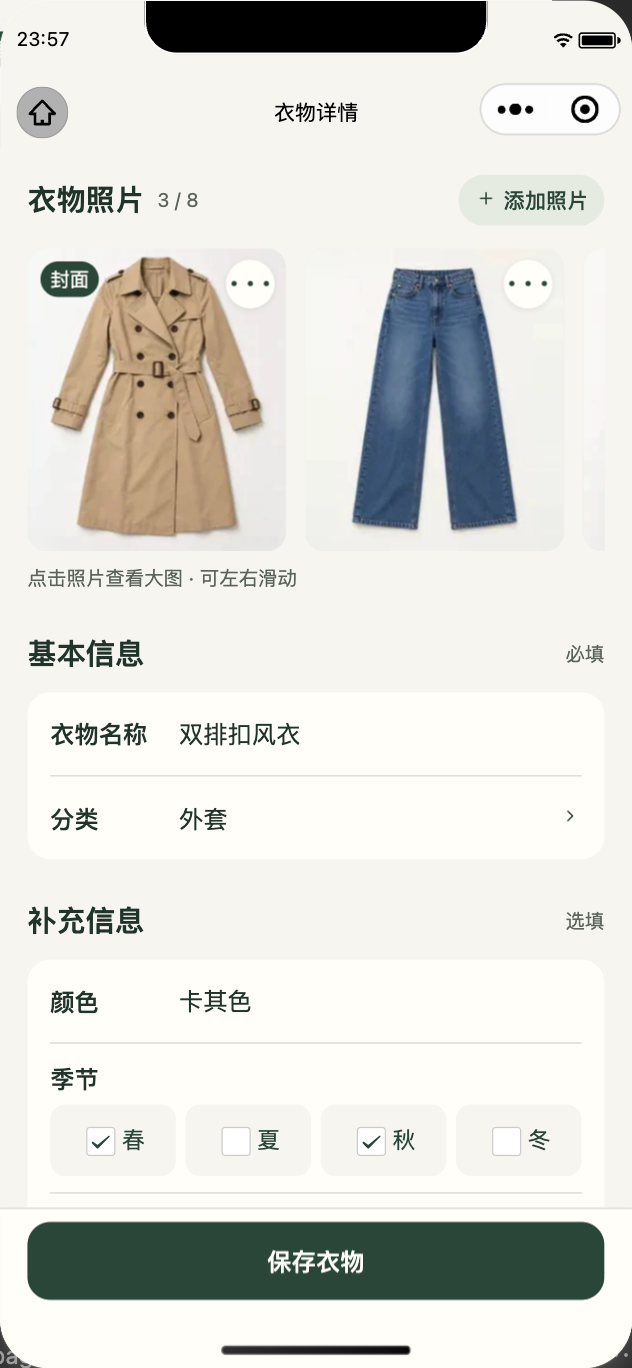 23:57
衣物详情
衣物照片 3 / 8
+ 添加照片
封面
点击照片查看大图 · 可左右滑动
基本信息 必填
衣物名称 双排扣风衣
分类 外套
补充信息 选填
颜色 卡其色
季节
春 夏 秋 冬
保存衣物